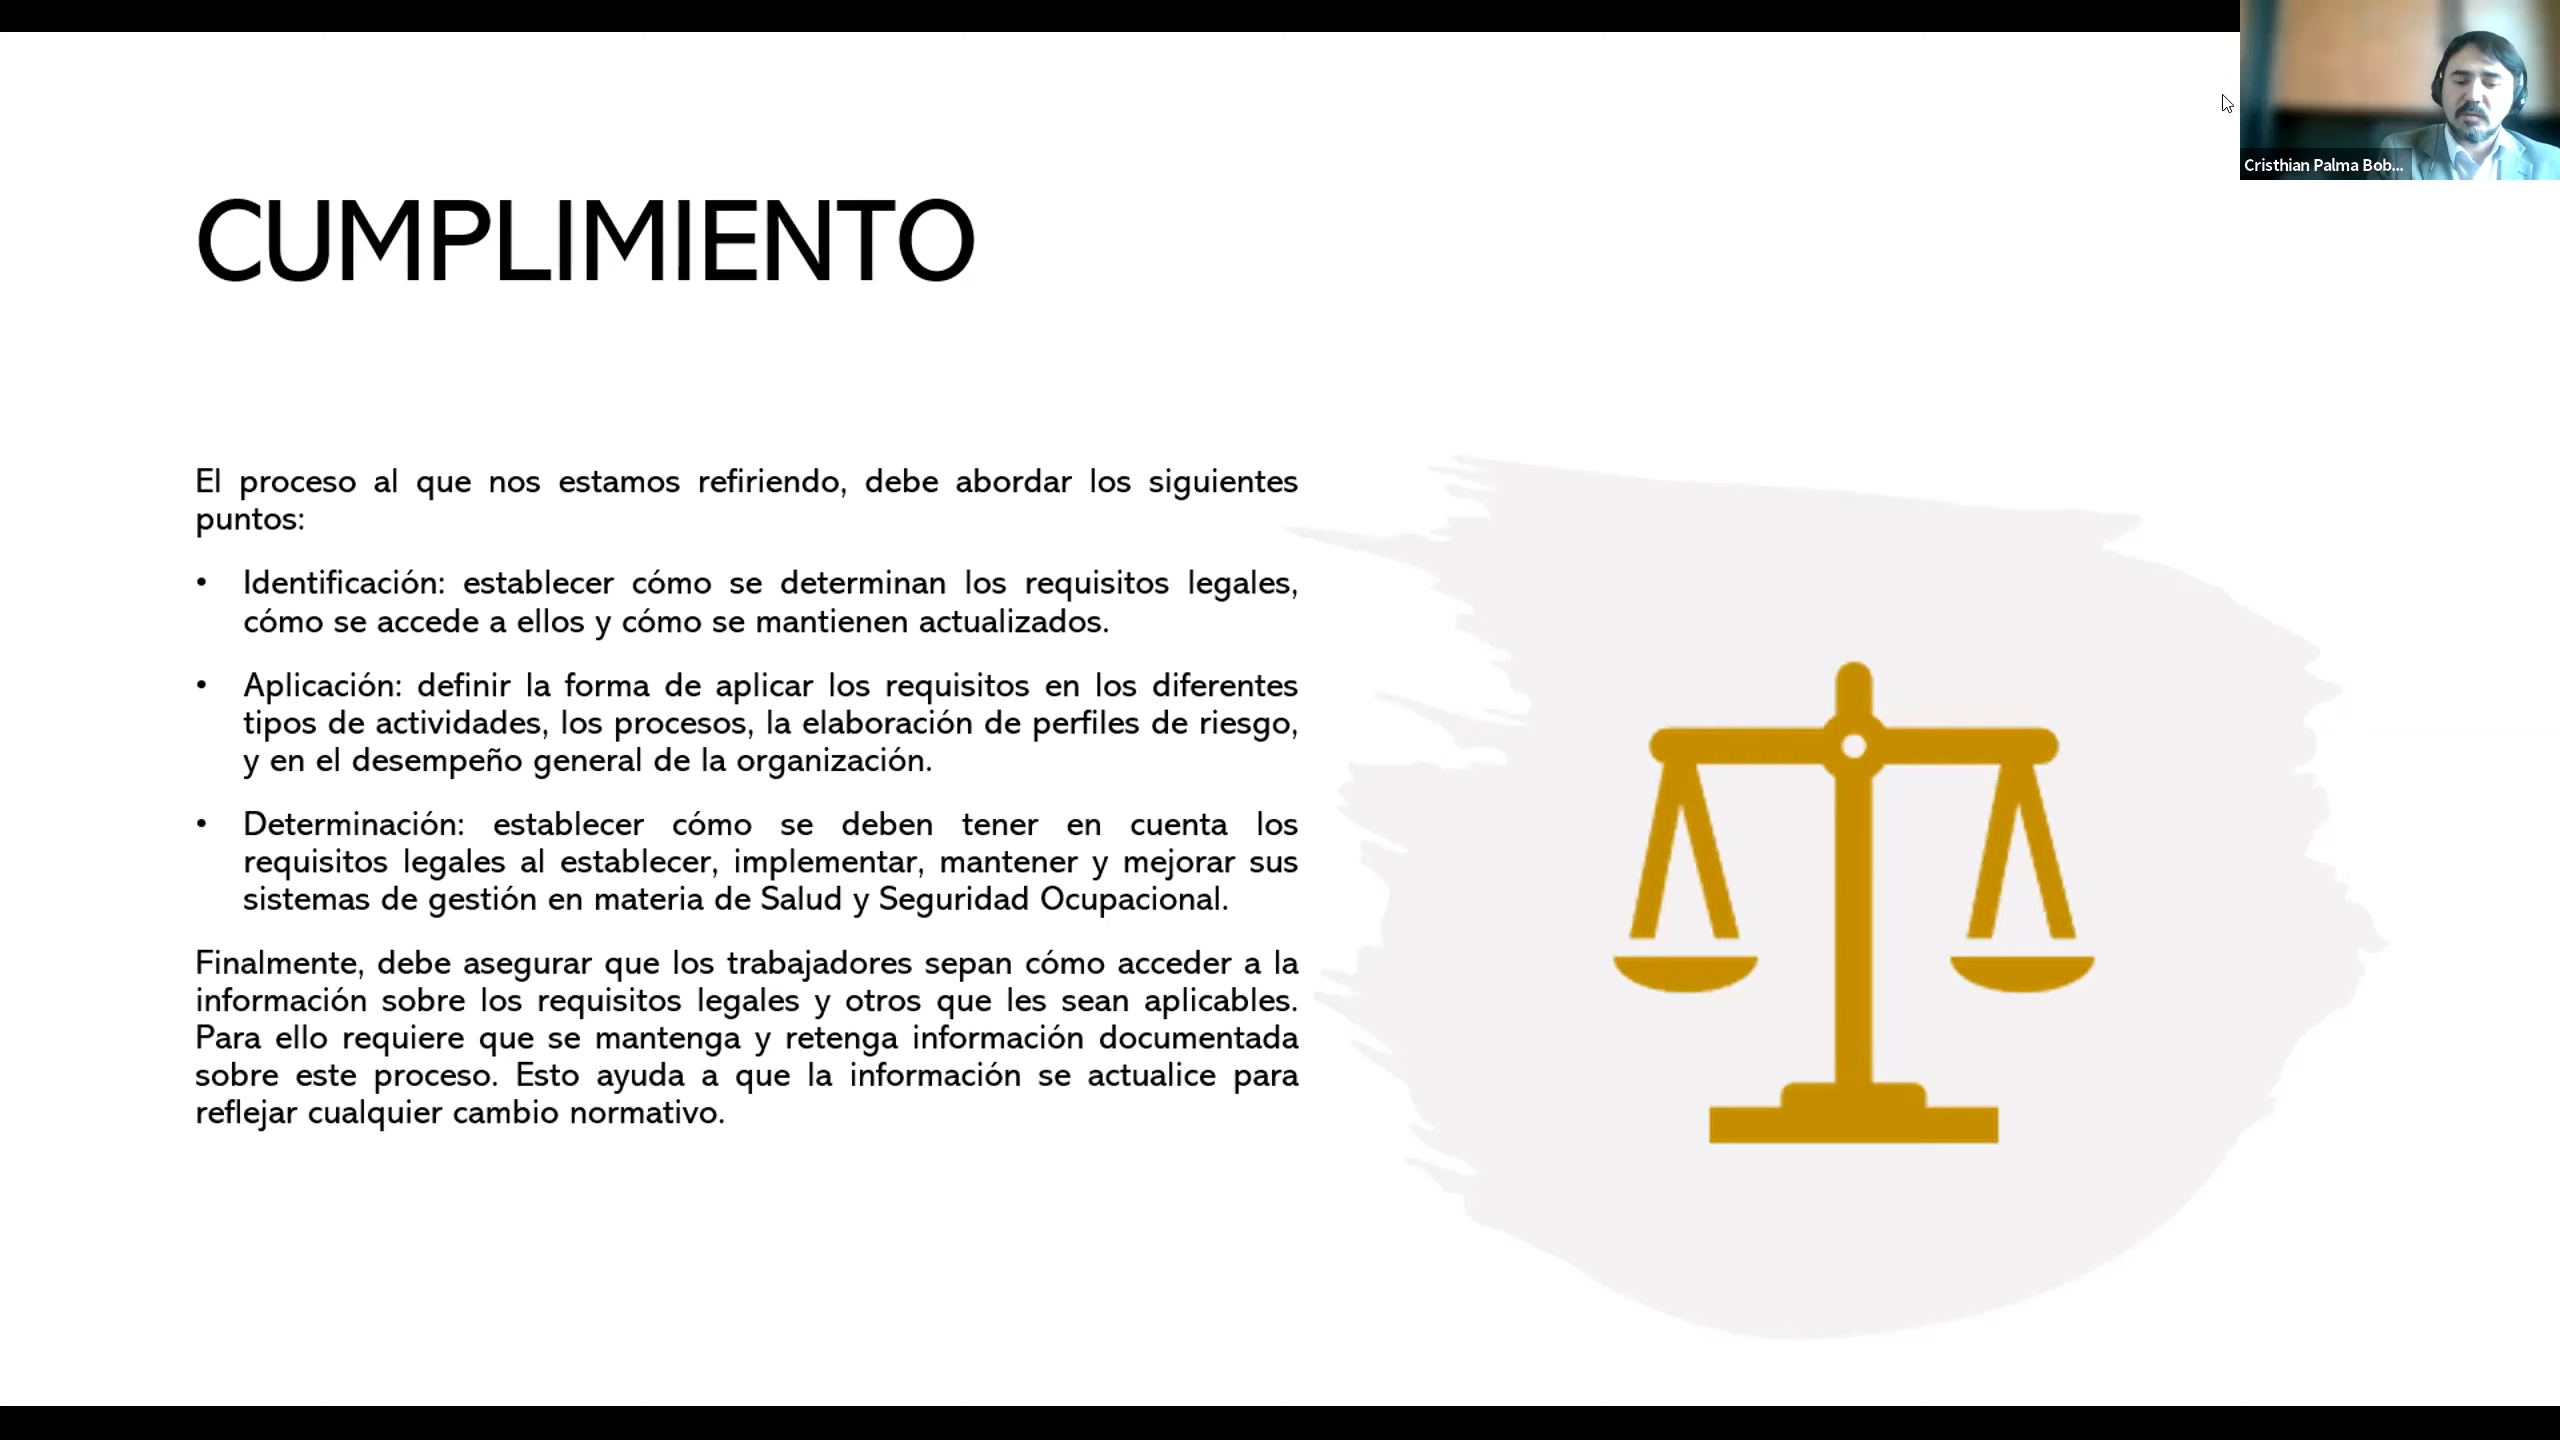 Cristhian Palma Bob...
CUMPLIMIENTO
El proceso al que nos estamos refiriendo, debe abordar los siguientes
puntos:
• Identificación: establecer cómo se determinan los requisitos legales,
cómo se accede a ellos y cómo se mantienen actualizados.
• Aplicación: definir la forma de aplicar los requisitos en los diferentes
tipos de actividades, los procesos, la elaboración de perfiles de riesgo,
y en el desempeño general de la organización.
• Determinación: establecer cómo se deben tener en cuenta los
requisitos legales al establecer, implementar, mantener y mejorar sus
sistemas de gestión en materia de Salud y Seguridad Ocupacional.
Finalmente, debe asegurar que los trabajadores sepan cómo acceder a la
información sobre los requisitos legales y otros que les sean aplicables.
Para ello requiere que se mantenga y retenga información documentada
sobre este proceso. Esto ayuda a que la información se actualice para
reflejar cualquier cambio normativo.